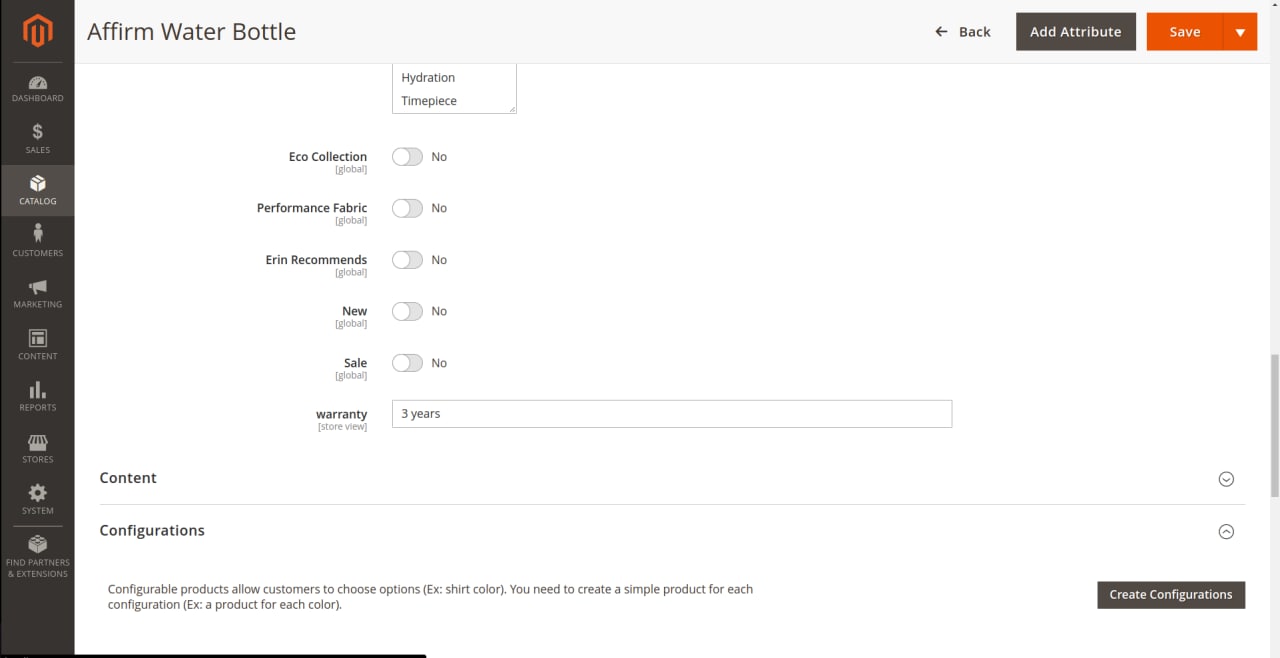 Affirm Water Bottle
Back
Add Attribute
Save
DASHBOARD
SALES
CATALOG
CUSTOMERS
MARKETING
CONTENT
REPORTS
STORES
SYSTEM
FIND PARTNERS
& EXTENSIONS
Hydration
Timepiece
Eco Collection
[global]
No
Performance Fabric
[global]
No
Erin Recommends
[global]
No
New
[global]
No
Sale
[global]
No
warranty
[store view]
3 years
Content
Configurations
Configurable products allow customers to choose options (Ex: shirt color). You need to create a simple product for each
configuration (Ex: a product for each color).
Create Configurations